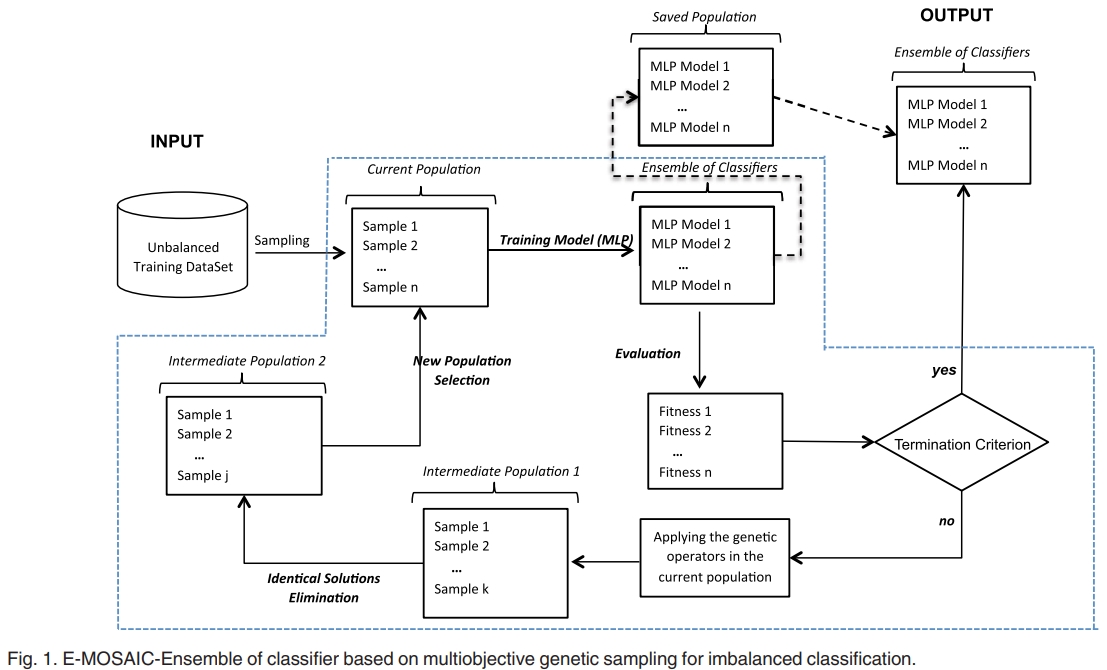 Saved Population
OUTPUT
MLP Model 1
MLP Model 2
...
MLP Model n
Ensemble of Classifiers
MLP Model 1
MLP Model 2
...
MLP Model n
INPUT
Unbalanced
Training DataSet
Sampling
Current Population
Sample 1
Sample 2
...
Sample n
Training Model (MLP)
Ensemble of Classifiers
MLP Model 1
MLP Model 2
...
MLP Model n
Evaluation
Fitness 1
Fitness 2
...
Fitness n
Termination Criterion
yes
no
Applying the genetic
operators in the
current population
Intermediate Population 1
Sample 1
Sample 2
...
Sample k
Identical Solutions
Elimination
Intermediate Population 2
Sample 1
Sample 2
...
Sample j
New Population
Selection
Fig. 1. E-MOSAIC-Ensemble of classifier based on multiobjective genetic sampling for imbalanced classification.